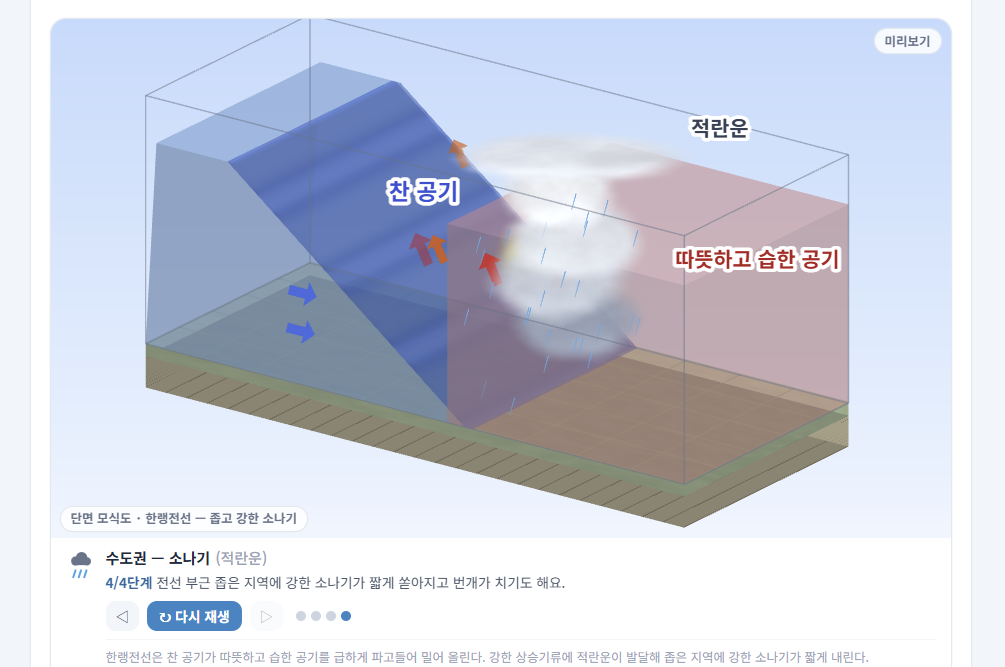 미리보기
적란운
찬 공기
따뜻하고 습한 공기
단면 모식도 · 한랭전선 — 좁고 강한 소나기
수도권 — 소나기 (적란운)
4/4단계 전선 부근 좁은 지역에 강한 소나기가 짧게 쏟아지고 번개가 치기도 해요.
◁ ↻ 다시 재생 ▷
한랭전선은 찬 공기가 따뜻하고 습한 공기를 급하게 파고들어 밀어 올린다. 강한 상승기류에 적란운이 발달해 좁은 지역에 강한 소나기가 짧게 내린다.